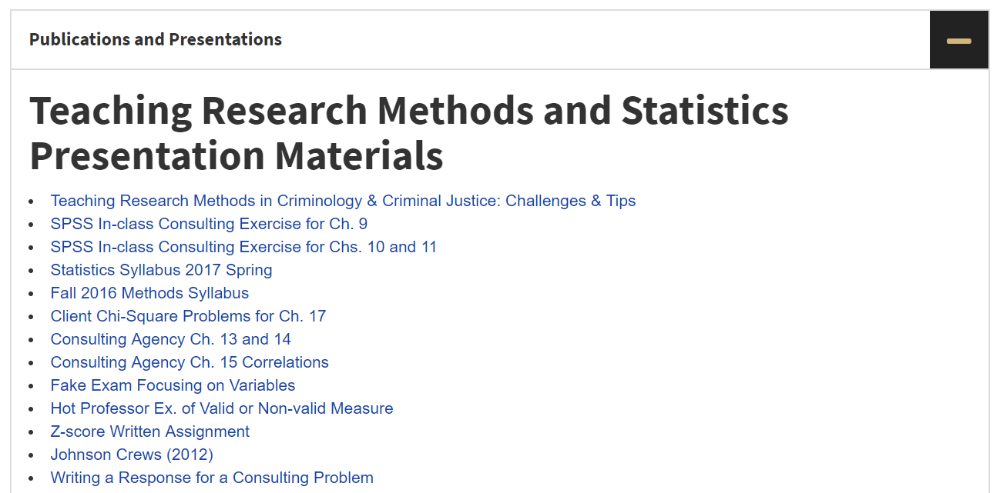 Publications and Presentations
Teaching Research Methods and Statistics
Presentation Materials
Teaching Research Methods in Criminology & Criminal Justice: Challenges & Tips
SPSS In-class Consulting Exercise for Ch. 9
SPSS In-class Consulting Exercise for Chs. 10 and 11
Statistics Syllabus 2017 Spring
Fall 2016 Methods Syllabus
Client Chi-Square Problems for Ch. 17
Consulting Agency Ch. 13 and 14
Consulting Agency Ch. 15 Correlations
Fake Exam Focusing on Variables
Hot Professor Ex. of Valid or Non-valid Measure
Z-score Written Assignment
Johnson Crews (2012)
Writing a Response for a Consulting Problem